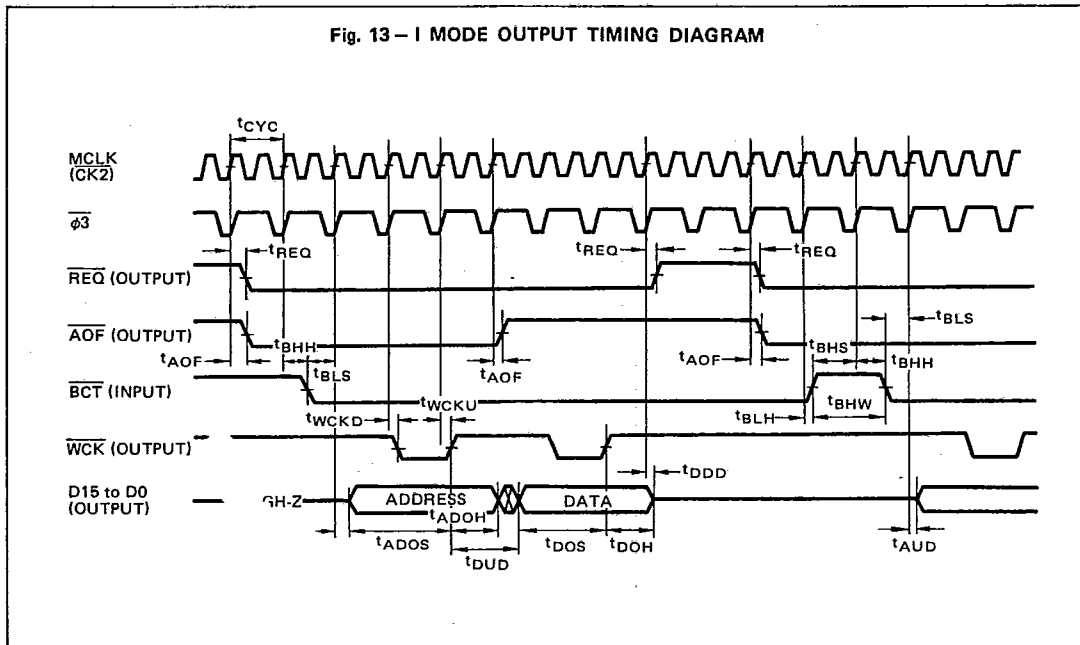 Fig. 13 – I MODE OUTPUT TIMING DIAGRAM
tCYC
MCLK
(CK2)
φ3
tREQ
tREQ
tREQ
REQ (OUTPUT)
AOF (OUTPUT)
tAOF
tBHH
tBLS
tAOF
tAOF
tBHS
tBLS
tBHH
BCT (INPUT)
tWCKD
tWCKU
tBLH
tBHW
WCK (OUTPUT)
tDDD
D15 to D0
(OUTPUT)
GH-Z
ADDRESS
DATA
tADOH
tADOS
tDUD
tDOS
tDOH
tAUD